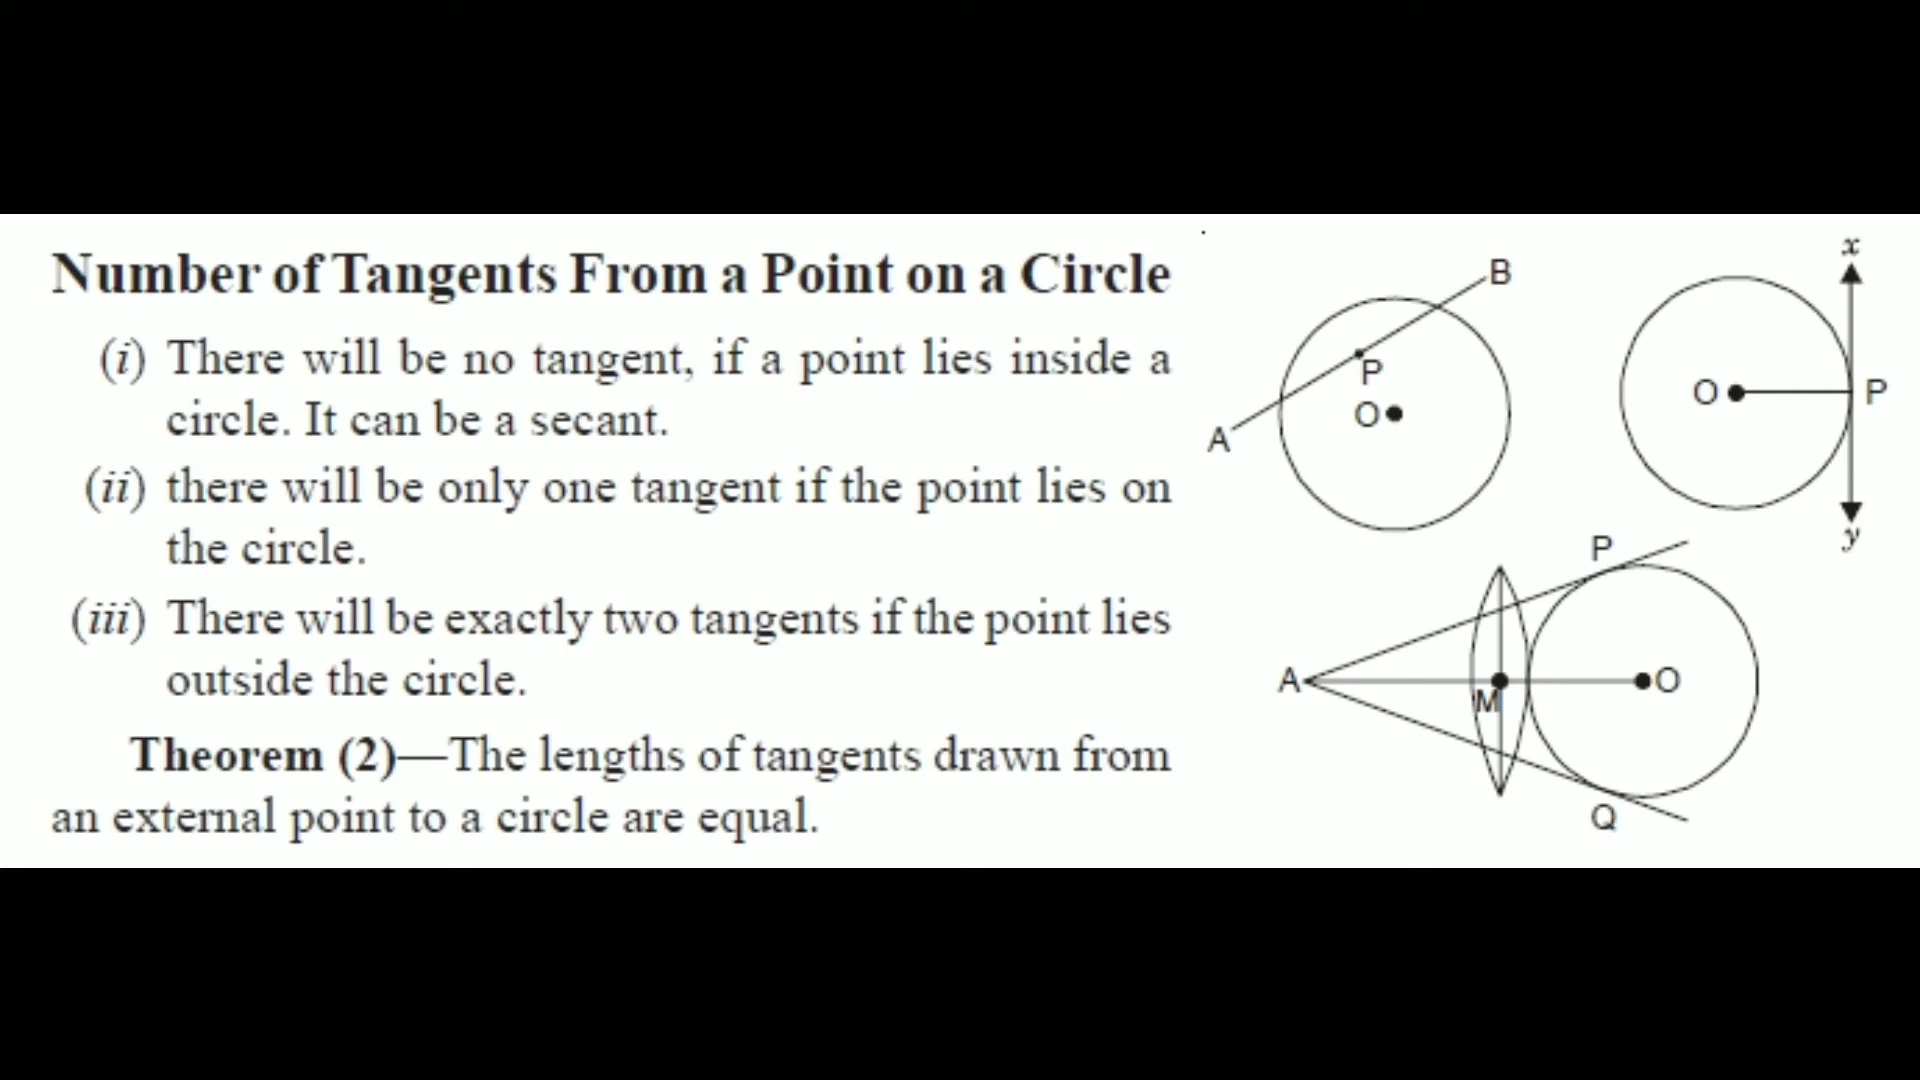 Number of Tangents From a Point on a Circle
(i) There will be no tangent, if a point lies inside a
circle. It can be a secant.
(ii) there will be only one tangent if the point lies on
the circle.
(iii) There will be exactly two tangents if the point lies
outside the circle.
Theorem (2)—The lengths of tangents drawn from
an external point to a circle are equal.
B
P
O
A
x
O
P
y
P
A
M
O
Q